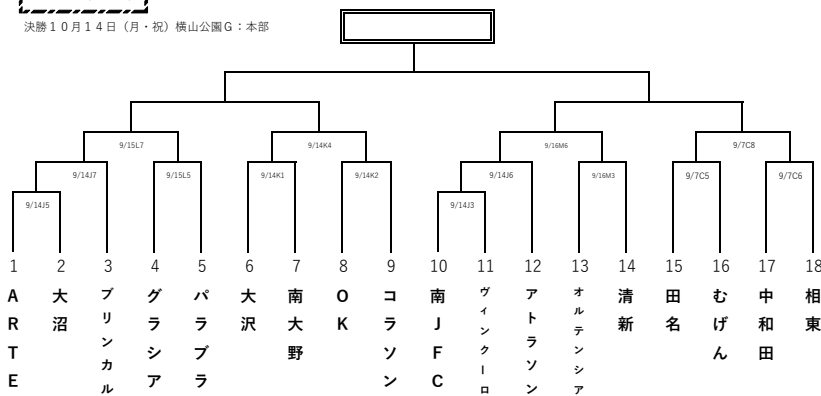 決勝１０月１４日（月・祝）横山公園Ｇ：本部
9/15L7
9/14K4
9/16M6
9/7C8
9/14J7
9/15L5
9/14K1
9/14K2
9/14J6
9/16M3
9/7C5
9/7C6
9/14J5
9/14J3
1 2 3 4 5 6 7 8 9 10 11 12 13 14 15 16 17 18
ＡＲＴＥ
大沼
ブリンカル
グラシア
パラブラ
大沢
南大野
ＯＫ
コラソン
南ＪＦＣ
ヴィンクーロ
アトラソン
オルテンシア
清新
田名
むげん
中和田
相東